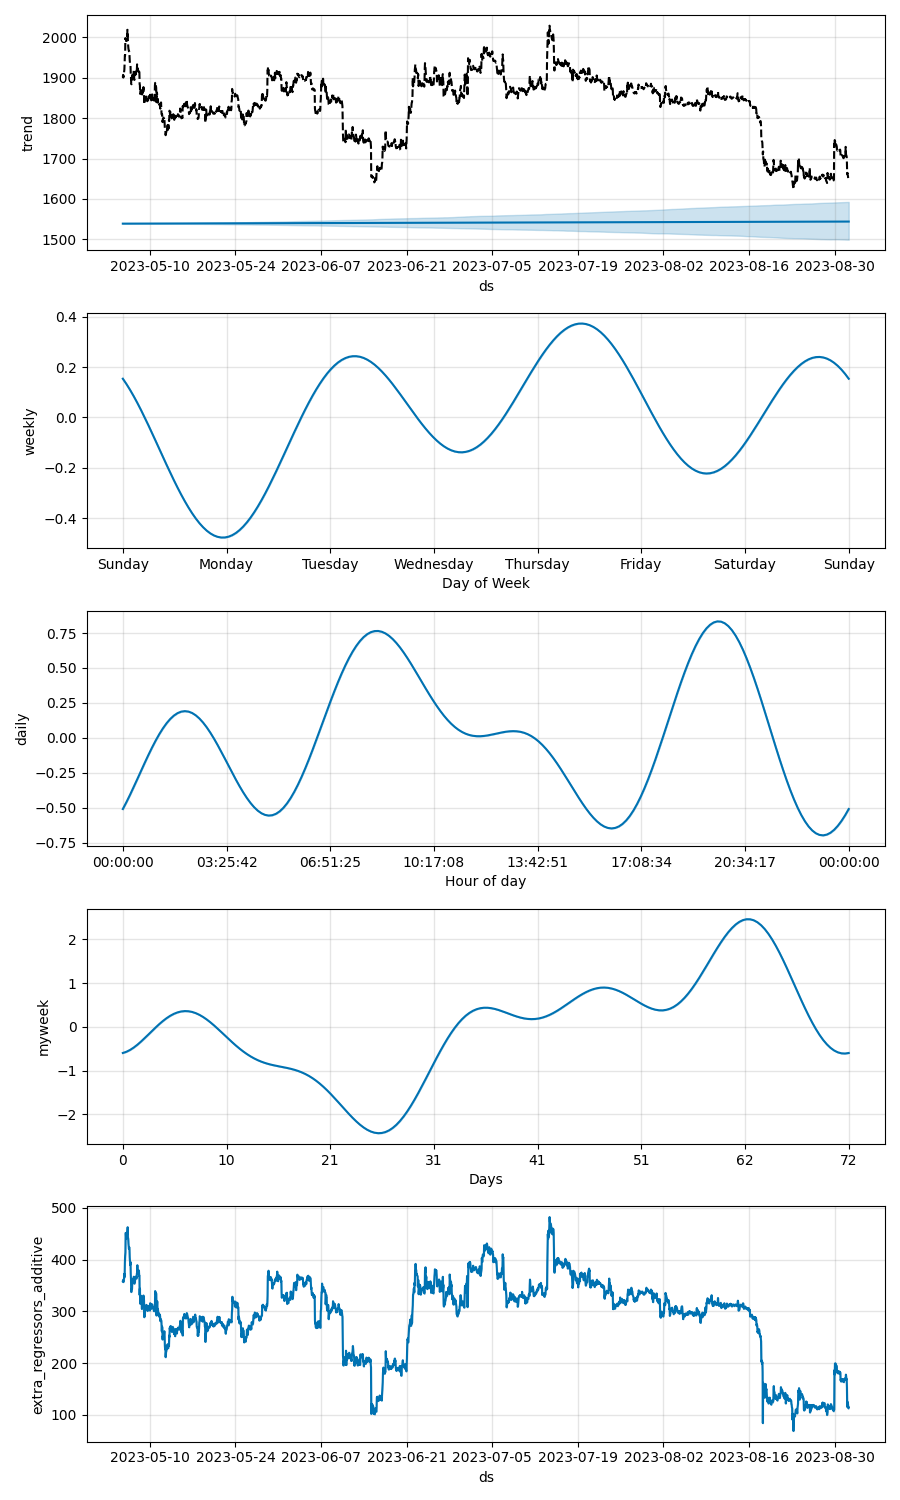 2000
1900
1800
1700
1600
1500
trend
2023-05-10 2023-05-24 2023-06-07 2023-06-21 2023-07-05 2023-07-19 2023-08-02 2023-08-16 2023-08-30
ds
0.4
0.2
0.0
−0.2
−0.4
weekly
Sunday Monday Tuesday Wednesday Thursday Friday Saturday Sunday
Day of Week
0.75
0.50
0.25
0.00
−0.25
−0.50
−0.75
daily
00:00:00 03:25:42 06:51:25 10:17:08 13:42:51 17:08:34 20:34:17 00:00:00
Hour of day
2
1
0
−1
−2
myweek
0 10 21 31 41 51 62 72
Days
500
400
300
200
100
extra_regressors_additive
2023-05-10 2023-05-24 2023-06-07 2023-06-21 2023-07-05 2023-07-19 2023-08-02 2023-08-16 2023-08-30
ds